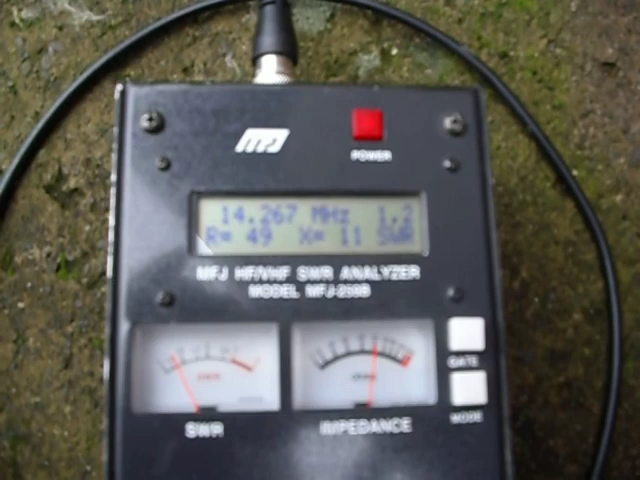 MFJ
POWER
14.267 MHz 1.2
R= 49 X= 11 SWR
MFJ HF/VHF SWR ANALYZER
MODEL MFJ-259B
GATE
MODE
SWR
IMPEDANCE